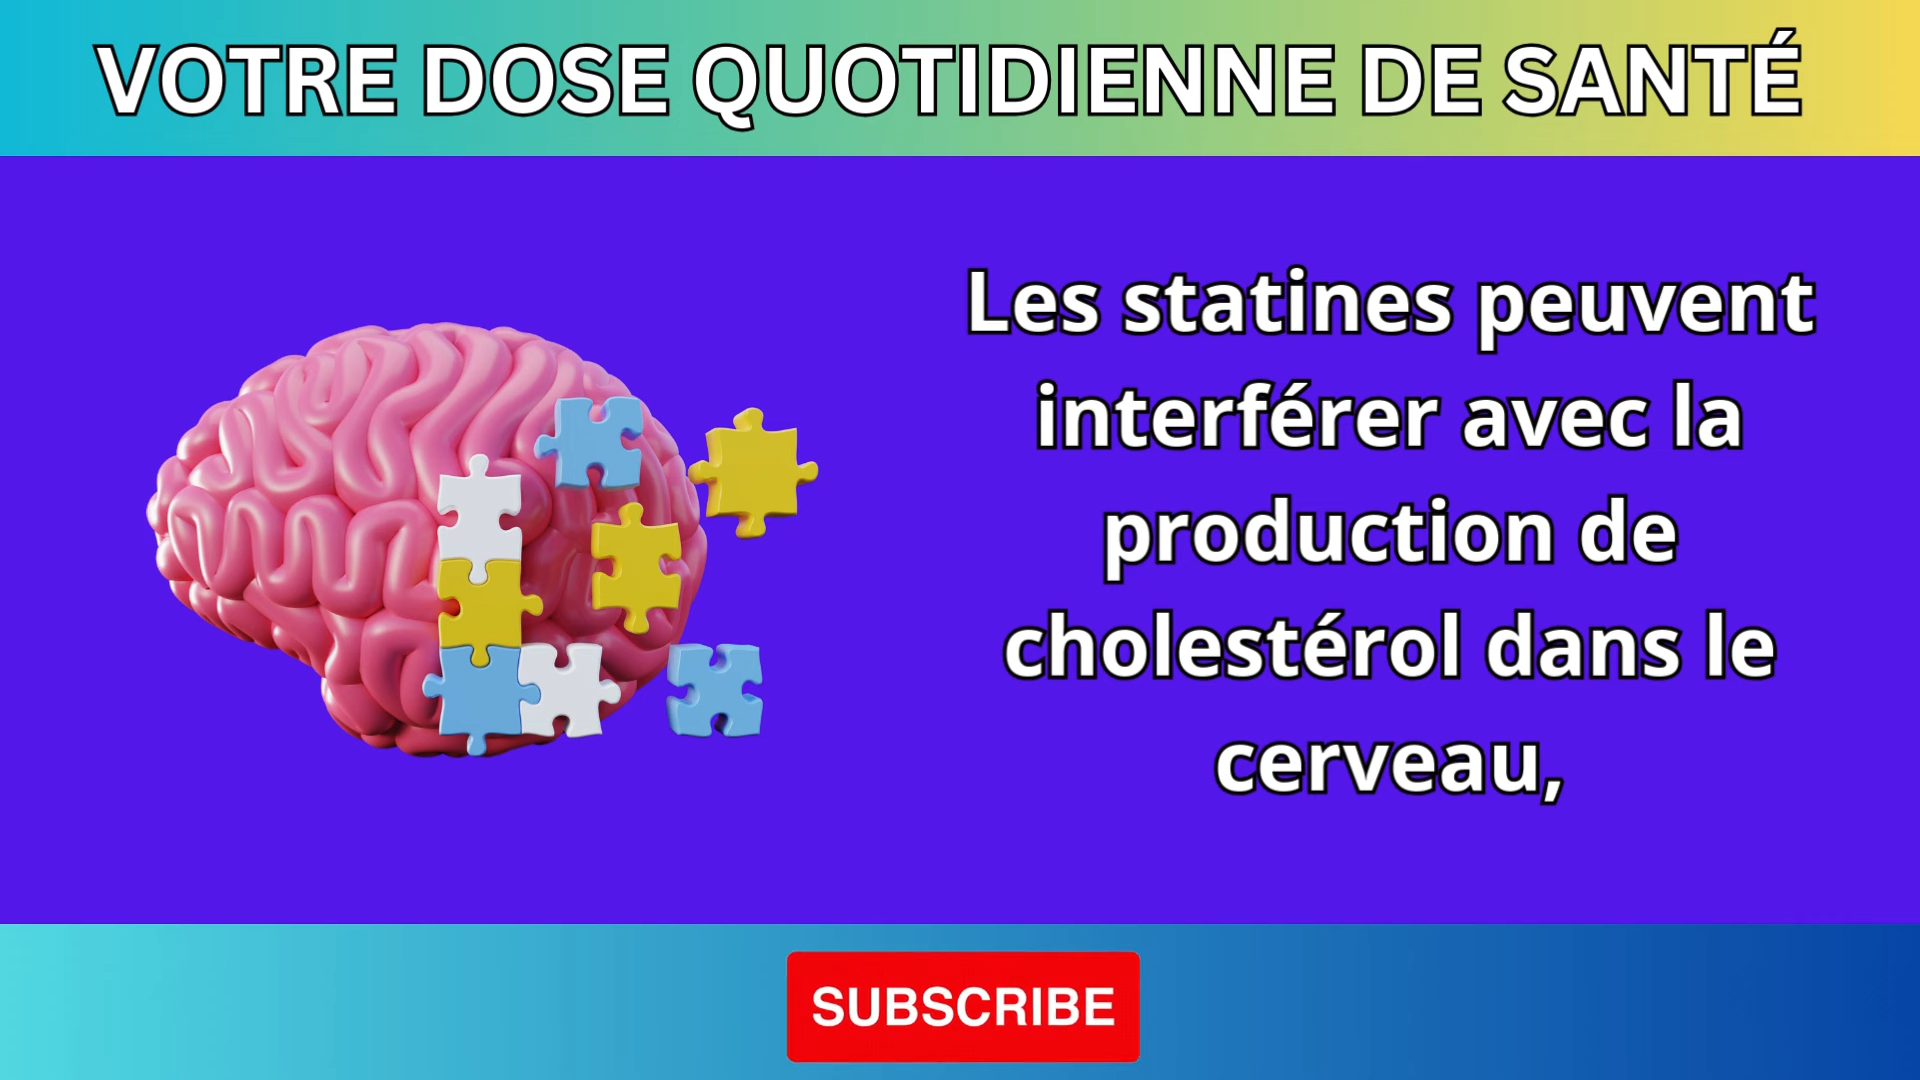 VOTRE DOSE QUOTIDIENNE DE SANTÉ
Les statines peuvent
interférer avec la
production de
cholestérol dans le
cerveau,
SUBSCRIBE